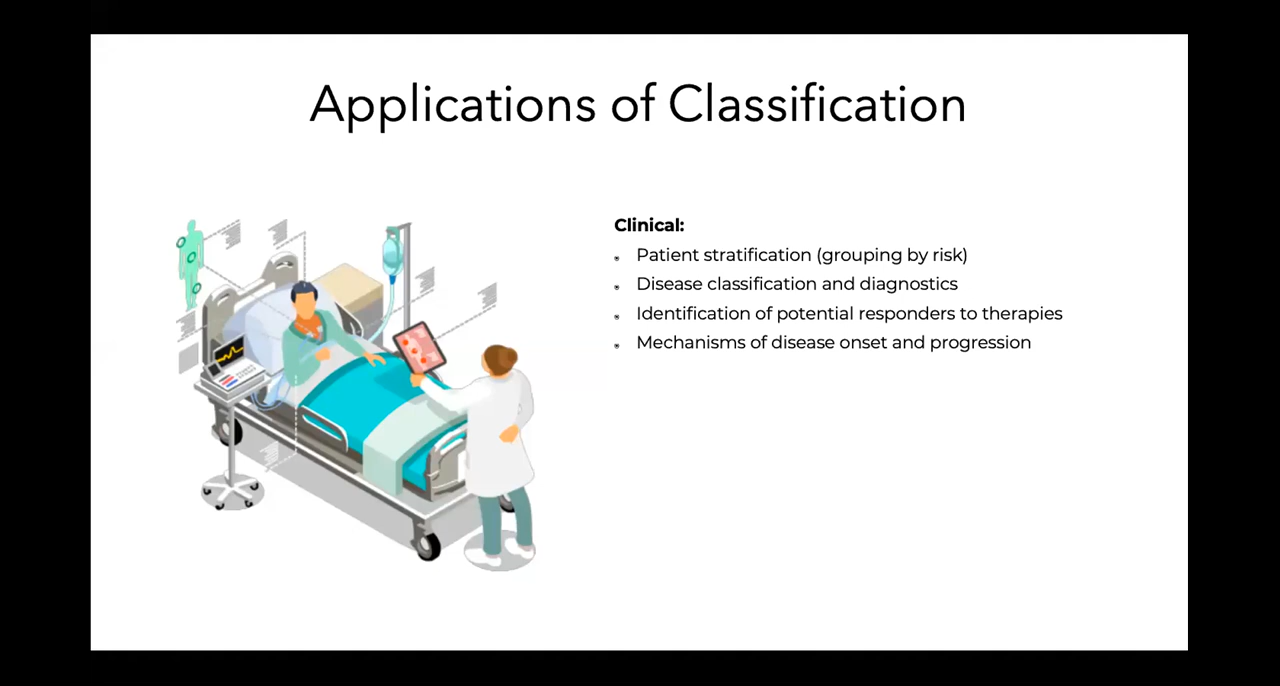 Applications of Classification
Clinical:
Patient stratification (grouping by risk)
Disease classification and diagnostics
Identification of potential responders to therapies
Mechanisms of disease onset and progression